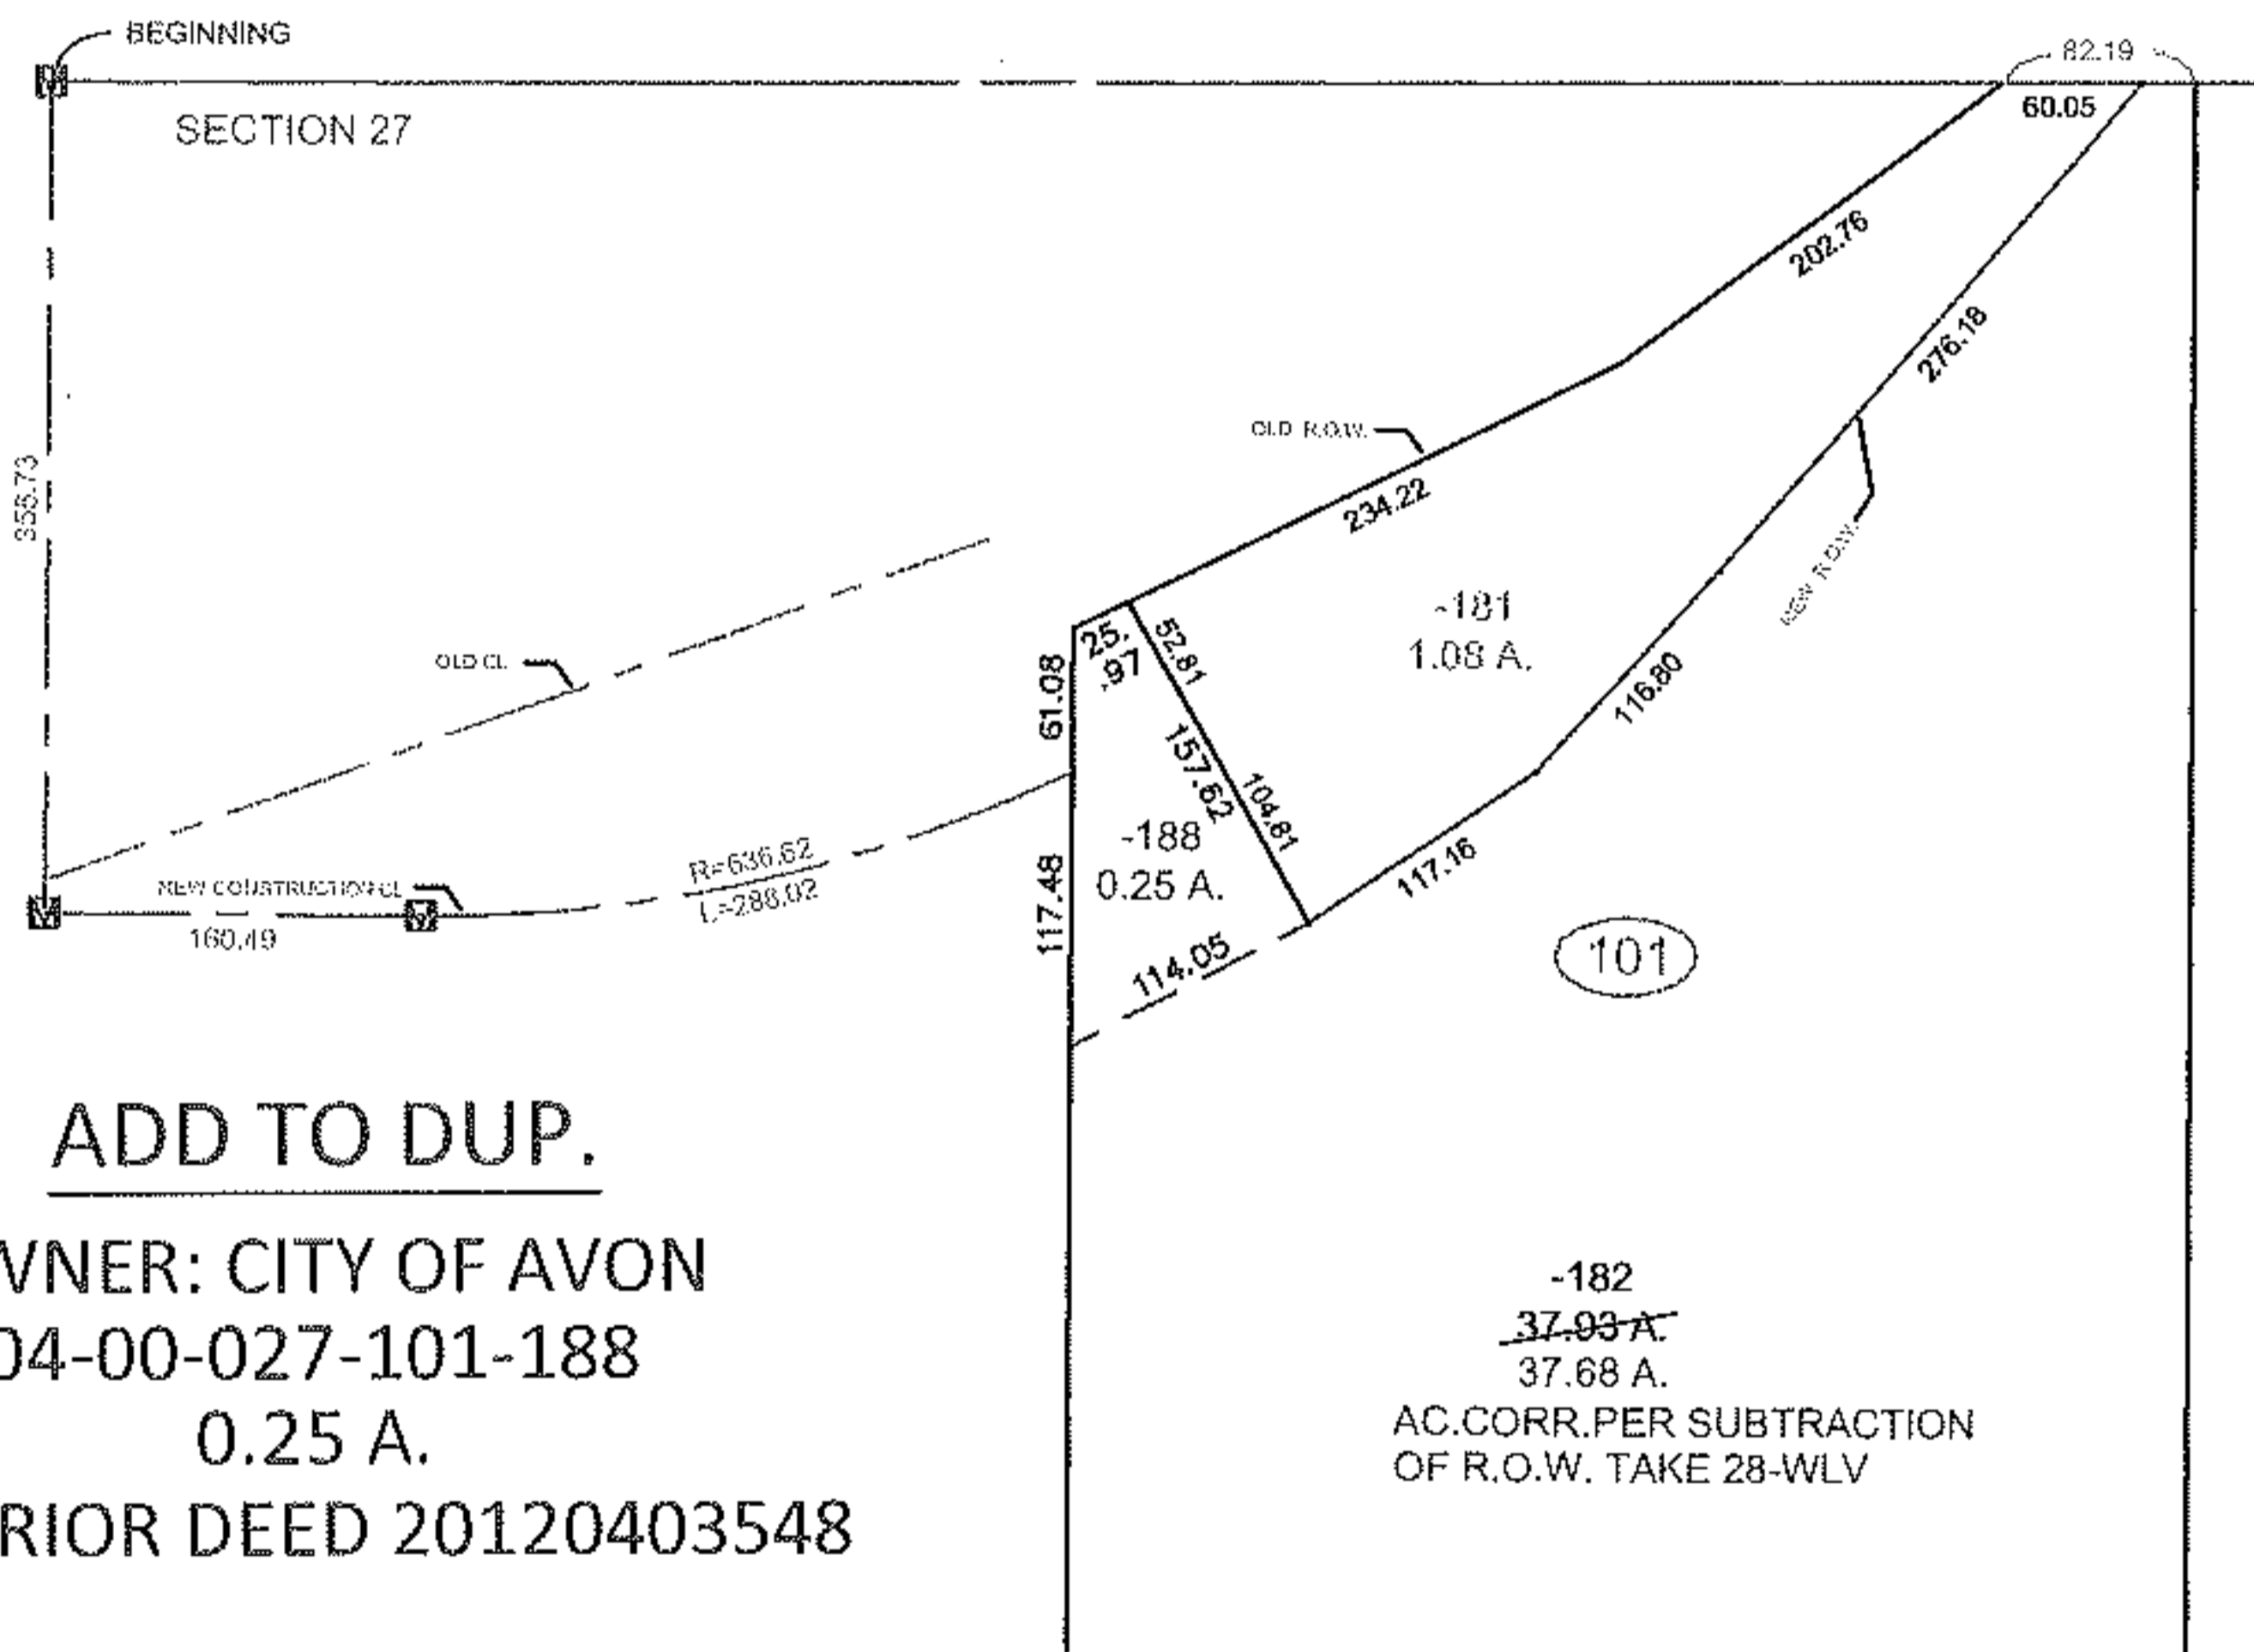 BEGINNING
82.19
60.05
SECTION 27
202.76
276.18
OLD R.O.W.
234.22
NEW R.O.W.
-181
1.08 A.
25.
.97
52.81
61.08
OLD CL
157.62
104.81
116.80
-188
0.25 A.
117.48
117.16
R=636.62
L=288.02
NEW CONSTRUCTION CL
160.49
114.05
101
ADD TO DUP.
WNER: CITY OF AVON
04-00-027-101-188
0.25 A.
RIOR DEED 20120403548
-182
37.93 A.
37.68 A.
AC.CORR.PER SUBTRACTION
OF R.O.W. TAKE 28-WLV